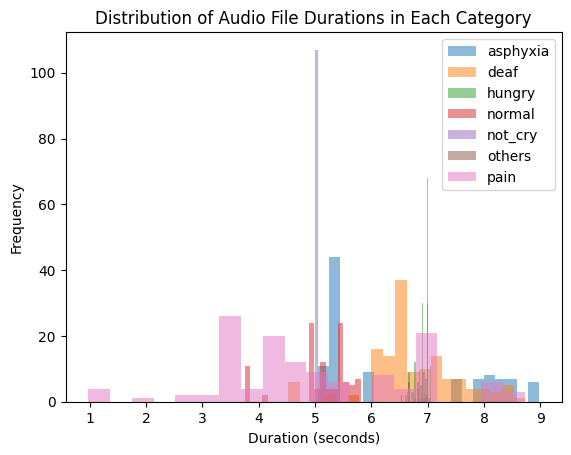 Distribution of Audio File Durations in Each Category
asphyxia
deaf
hungry
normal
not_cry
others
pain
Frequency
100
80
60
40
20
0
1 2 3 4 5 6 7 8 9
Duration (seconds)